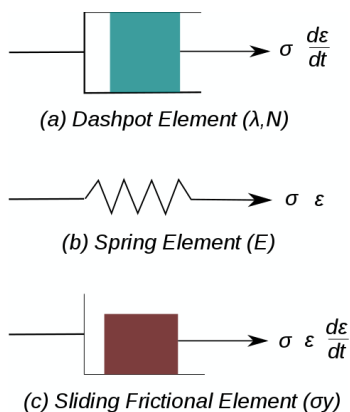 σ dε/dt
(a) Dashpot Element (λ,N)
σ ε
(b) Spring Element (E)
σ ε dε/dt
(c) Sliding Frictional Element (σy)